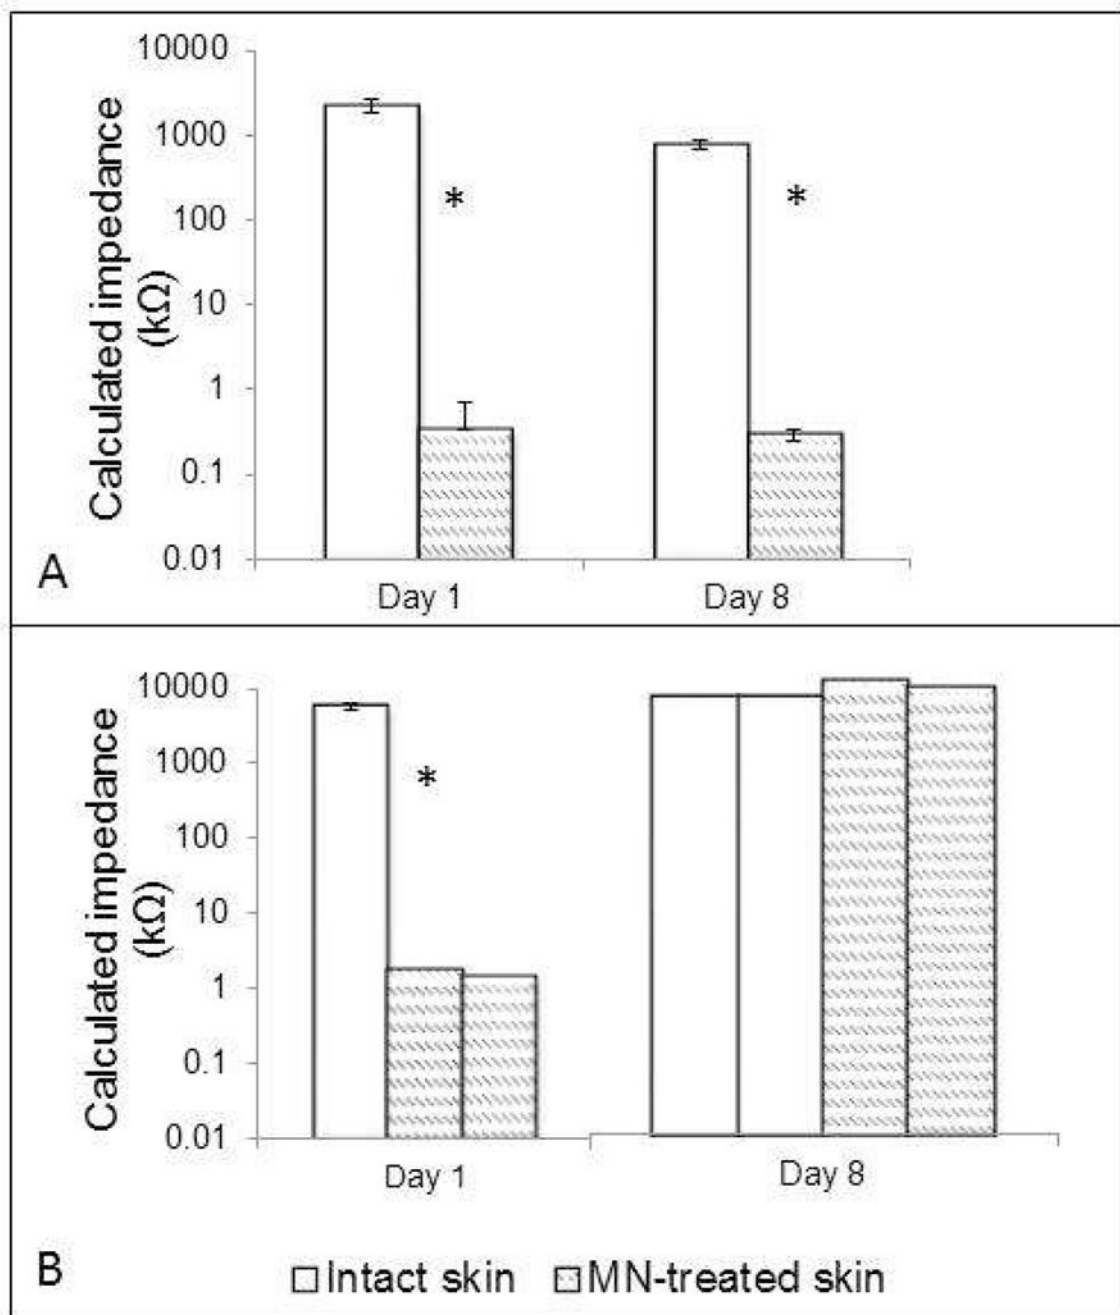 10000
1000
100
10
1
0.1
0.01
Calculated impedance
(kΩ)
*
*
Day 1
Day 8
A
10000
1000
100
10
1
0.1
0.01
Calculated impedance
(kΩ)
*
Day 1
Day 8
B
Intact skin
MN-treated skin